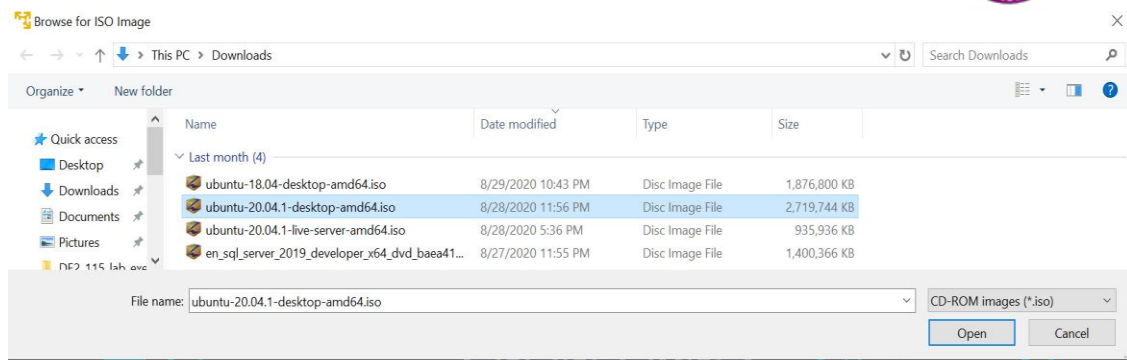 Browse for ISO Image
This PC > Downloads
Search Downloads
Organize
New folder
Name Date modified Type Size
Quick access
Last month (4)
Desktop
ubuntu-18.04-desktop-amd64.iso 8/29/2020 10:43 PM Disc Image File 1,876,800 KB
Downloads
ubuntu-20.04.1-desktop-amd64.iso 8/28/2020 11:56 PM Disc Image File 2,719,744 KB
Documents
ubuntu-20.04.1-live-server-amd64.iso 8/28/2020 5:36 PM Disc Image File 935,936 KB
Pictures
en_sql_server_2019_developer_x64_dvd_baea41... 8/27/2020 11:55 PM Disc Image File 1,400,366 KB
File name: ubuntu-20.04.1-desktop-amd64.iso CD-ROM images (*.iso)
Open Cancel